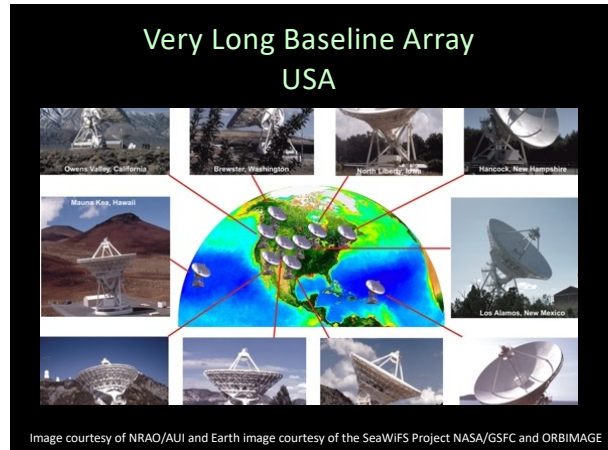 Very Long Baseline Array
USA
Owens Valley, California
Brewster, Washington
North Liberty, Iowa
Hancock, New Hampshire
Mauna Kea, Hawaii
Los Alamos, New Mexico
Image courtesy of NRAO/AUI and Earth image courtesy of the SeaWiFS Project NASA/GSFC and ORBIMAGE